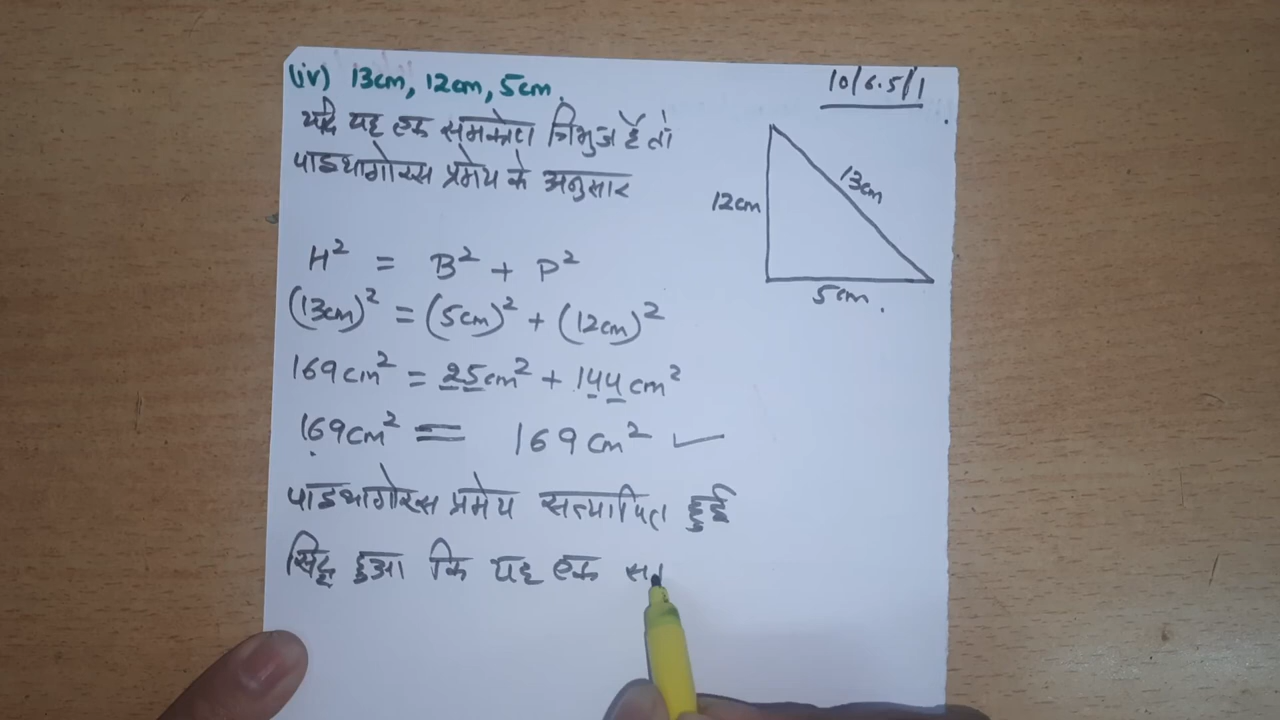 (iv) 13cm, 12cm, 5cm.
10/6.5/1
यदि यह एक समकोण त्रिभुज है तो
पाइथागोरस प्रमेय के अनुसार
12cm
13cm
5cm.
H² = B² + P²
(13cm)² = (5cm)² + (12cm)²
169cm² = 25cm² + 144cm²
169cm² = 169cm² ✓
पाइथागोरस प्रमेय सत्यापित हुई
सिद्ध हुआ कि यह एक